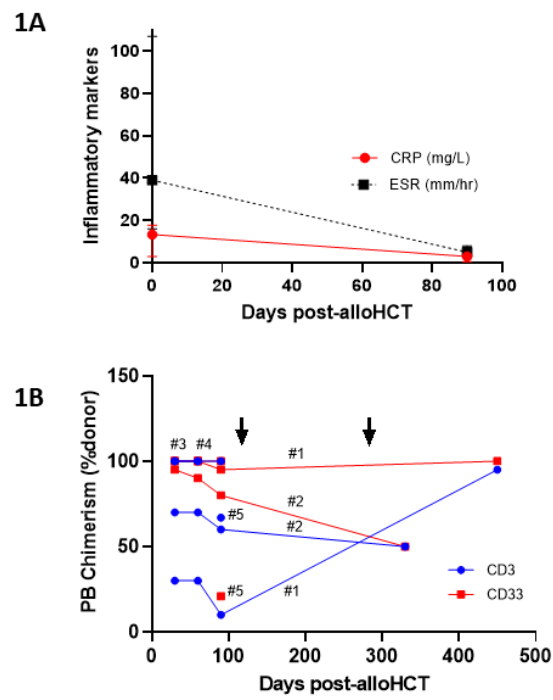 1A
Inflammatory markers
100
80
60
40
20
0
CRP (mg/L)
ESR (mm/hr)
0 20 40 60 80 100
Days post-alloHCT
1B
PB Chimerism (%donor)
150
100
50
0
#3 #4
#1
#2
#5
#2
#5
#1
CD3
CD33
0 100 200 300 400 500
Days post-alloHCT